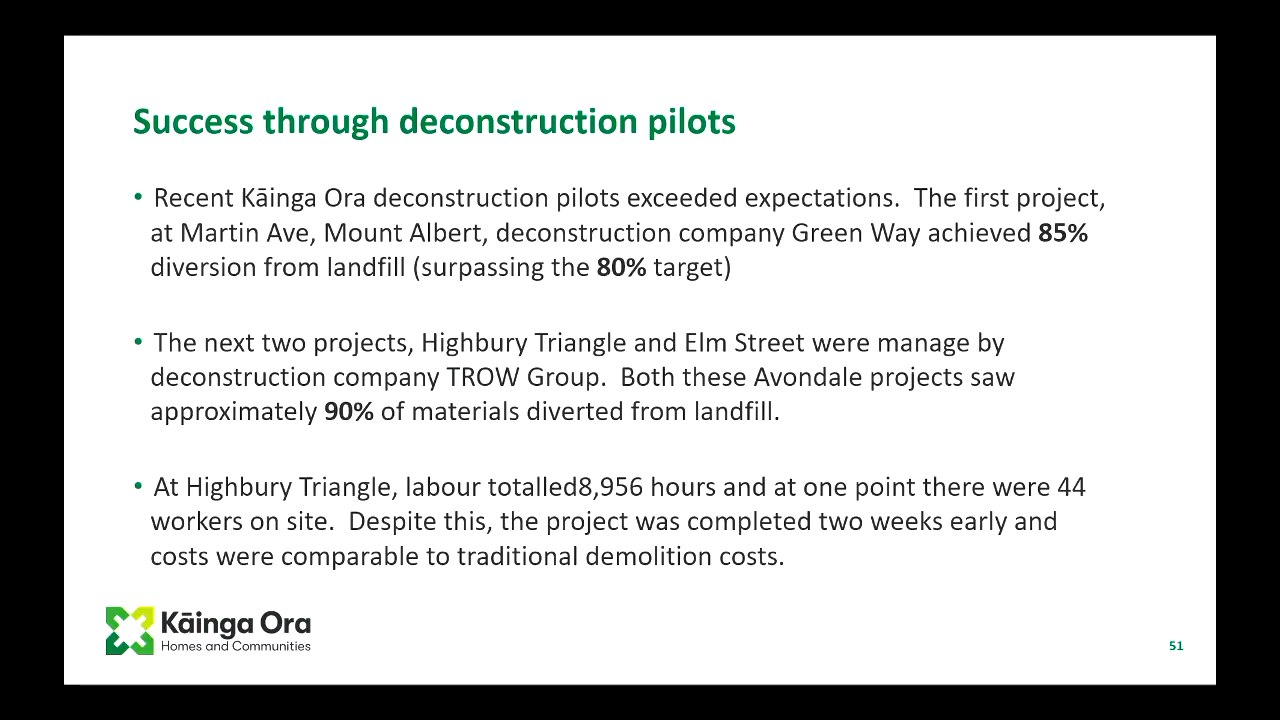 Success through deconstruction pilots
• Recent Kāinga Ora deconstruction pilots exceeded expectations.  The first project,
at Martin Ave, Mount Albert, deconstruction company Green Way achieved 85%
diversion from landfill (surpassing the 80% target)
• The next two projects, Highbury Triangle and Elm Street were manage by
deconstruction company TROW Group.  Both these Avondale projects saw
approximately 90% of materials diverted from landfill.
• At Highbury Triangle, labour totalled8,956 hours and at one point there were 44
workers on site.  Despite this, the project was completed two weeks early and
costs were comparable to traditional demolition costs.
Kāinga Ora
Homes and Communities
51